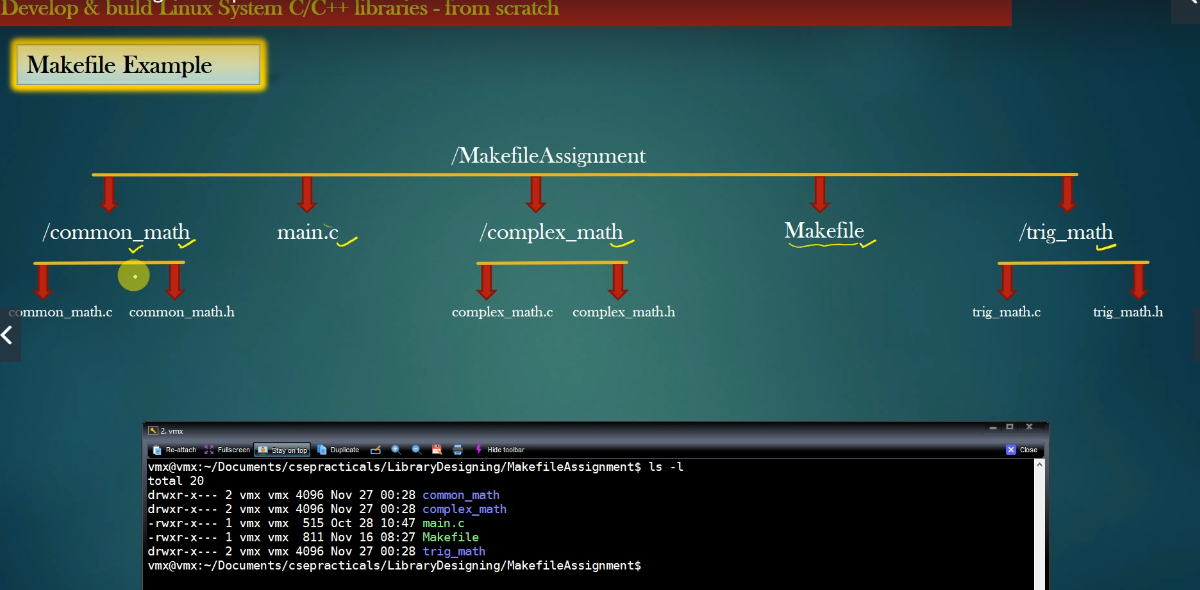 Develop & build Linux System C/C++ libraries - from scratch
Makefile Example
/MakefileAssignment
/common_math main.c /complex_math Makefile /trig_math
common_math.c common_math.h complex_math.c complex_math.h trig_math.c trig_math.h
2. vmx
Re-attach Fullscreen Stay on top Duplicate Hide toolbar Close
vmx@vmx:~/Documents/csepracticals/LibraryDesigning/MakefileAssignment$ ls -l
total 20
drwxr-x--- 2 vmx vmx 4096 Nov 27 00:28 common_math
drwxr-x--- 2 vmx vmx 4096 Nov 27 00:28 complex_math
-rwxr-x--- 1 vmx vmx  515 Oct 28 10:47 main.c
-rwxr-x--- 1 vmx vmx  811 Nov 16 08:27 Makefile
drwxr-x--- 2 vmx vmx 4096 Nov 27 00:28 trig_math
vmx@vmx:~/Documents/csepracticals/LibraryDesigning/MakefileAssignment$